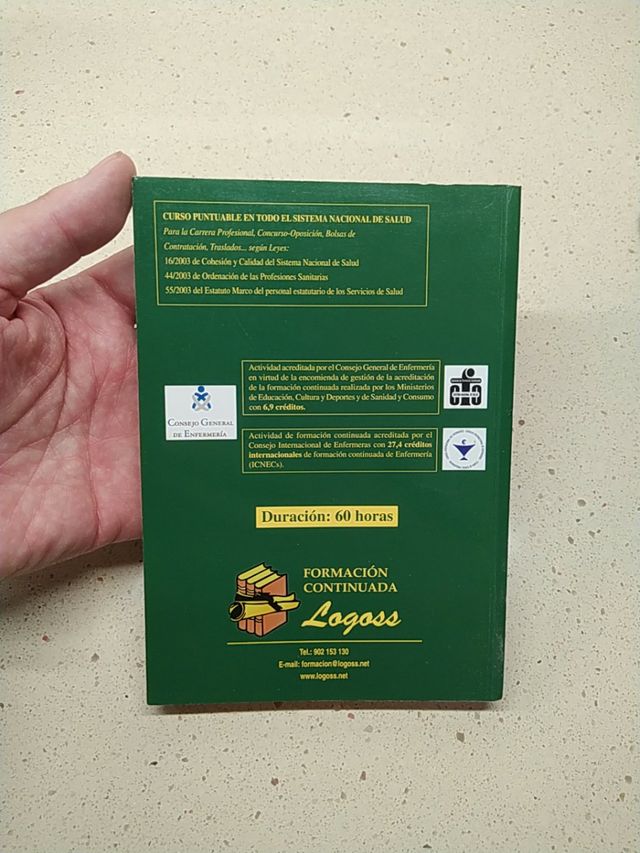 CURSO PUNTUABLE EN TODO EL SISTEMA NACIONAL DE SALUD
Para la Carrera Profesional, Concurso-Oposición, Bolsas de
Contratación, Traslados... según Leyes:
16/2003 de Cohesión y Calidad del Sistema Nacional de Salud
44/2003 de Ordenación de las Profesiones Sanitarias
55/2003 del Estatuto Marco del personal estatutario de los Servicios de Salud
CONSEJO GENERAL
DE ENFERMERÍA
Actividad acreditada por el Consejo General de Enfermería
en virtud de la encomienda de gestión de la acreditación
de la formación continuada realizada por los Ministerios
de Educación, Cultura y Deportes y de Sanidad y Consumo
con 6,9 créditos.
Actividad de formación continuada acreditada por el
Consejo Internacional de Enfermeras con 27,4 créditos
internacionales de formación continuada de Enfermería
(ICNECs).
Duración: 60 horas
FORMACIÓN
CONTINUADA
Logoss
Tel.: 902 153 130
E-mail: formacion@logoss.net
www.logoss.net